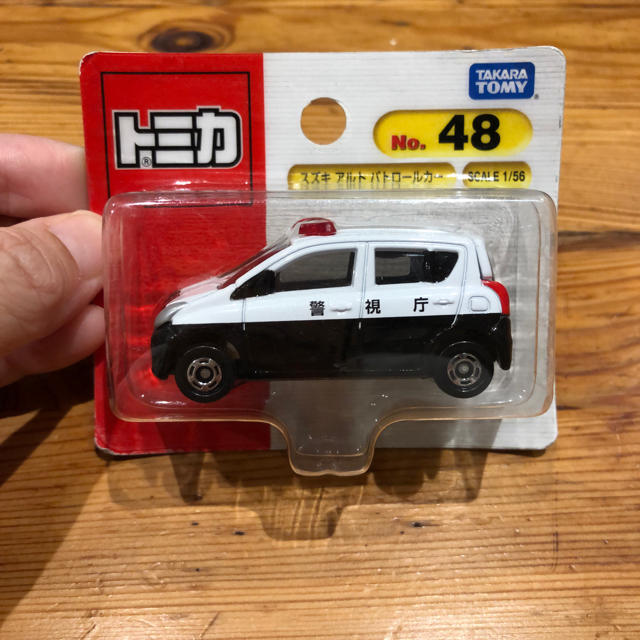 トミカ®
TAKARA
TOMY
No. 48
スズキ アルト パトロールカー
SCALE 1/56
警視庁